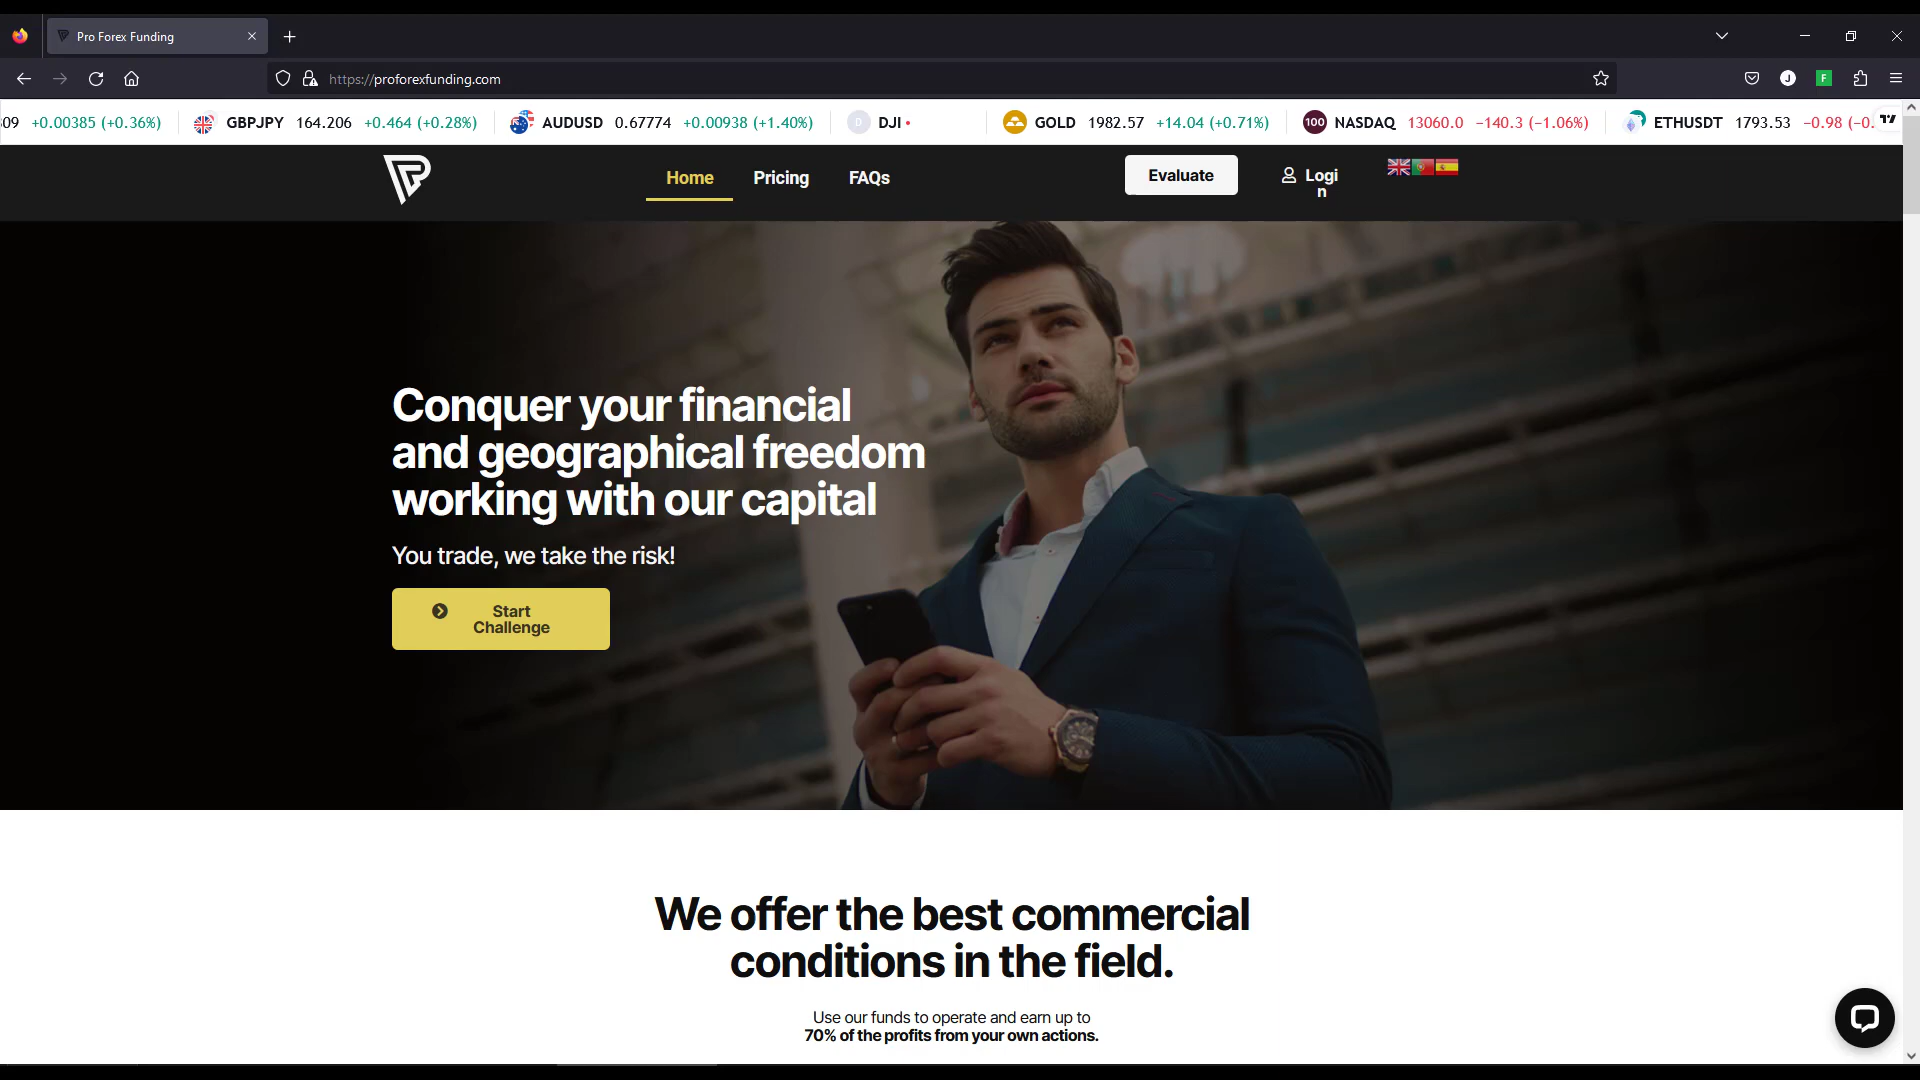 Pro Forex Funding
https://proforexfunding.com
F
309 +0.00385 (+0.36%) GBPJPY 164.206 +0.464 (+0.28%) AUDUSD 0.67774 +0.00938 (+1.40%) D DJI GOLD 1982.57 +14.04 (+0.71%) 100 NASDAQ 13060.0 −140.3 (−1.06%) ETHUSDT 1793.53 −0.98 (−0.
Home Pricing FAQs
Evaluate
Logi
n
Conquer your financial
and geographical freedom
working with our capital
You trade, we take the risk!
Start
Challenge
We offer the best commercial
conditions in the field.
Use our funds to operate and earn up to
70% of the profits from your own actions.